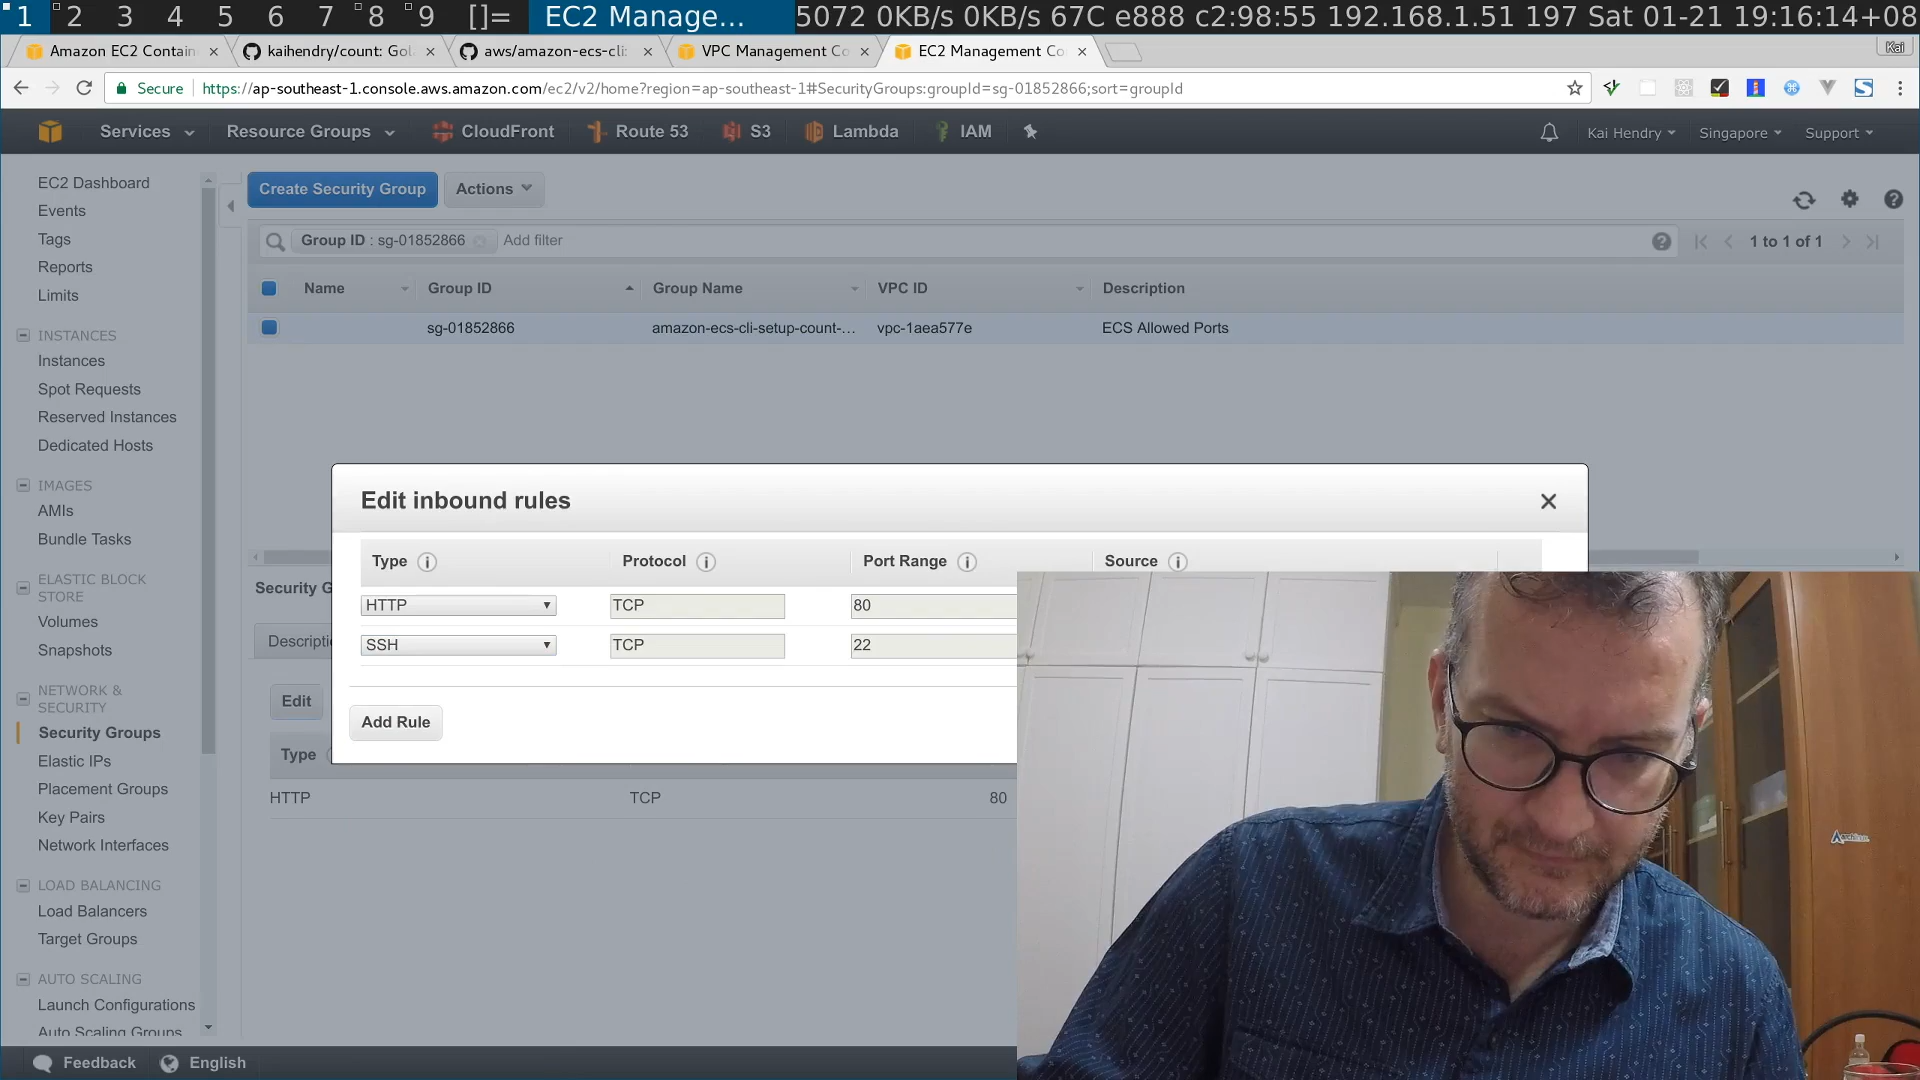 1 2 3 4 5 6 7 8 9 []= EC2 Manage... 5072 0KB/s 0KB/s 67C e888 c2:98:55 192.168.1.51 197 Sat 01-21 19:16:14+08
Amazon EC2 Contain × kaihendry/count: Gol × aws/amazon-ecs-cli: × VPC Management Co × EC2 Management Co × Kai
Secure https://ap-southeast-1.console.aws.amazon.com/ec2/v2/home?region=ap-southeast-1#SecurityGroups:groupId=sg-01852866;sort=groupId
Services Resource Groups CloudFront Route 53 S3 Lambda IAM Kai Hendry Singapore Support
EC2 Dashboard
Events
Tags
Reports
Limits
INSTANCES
Instances
Spot Requests
Reserved Instances
Dedicated Hosts
IMAGES
AMIs
Bundle Tasks
ELASTIC BLOCK
STORE
Volumes
Snapshots
NETWORK &
SECURITY
Security Groups
Elastic IPs
Placement Groups
Key Pairs
Network Interfaces
LOAD BALANCING
Load Balancers
Target Groups
AUTO SCALING
Launch Configurations
Auto Scaling Groups
Create Security Group Actions
Group ID : sg-01852866 Add filter 1 to 1 of 1
Name Group ID Group Name VPC ID Description
sg-01852866 amazon-ecs-cli-setup-count-... vpc-1aea577e ECS Allowed Ports
Edit inbound rules
Type Protocol Port Range Source
HTTP TCP 80
SSH TCP 22
Add Rule
Security G
Descripti
Edit
Type
HTTP TCP 80
Feedback English